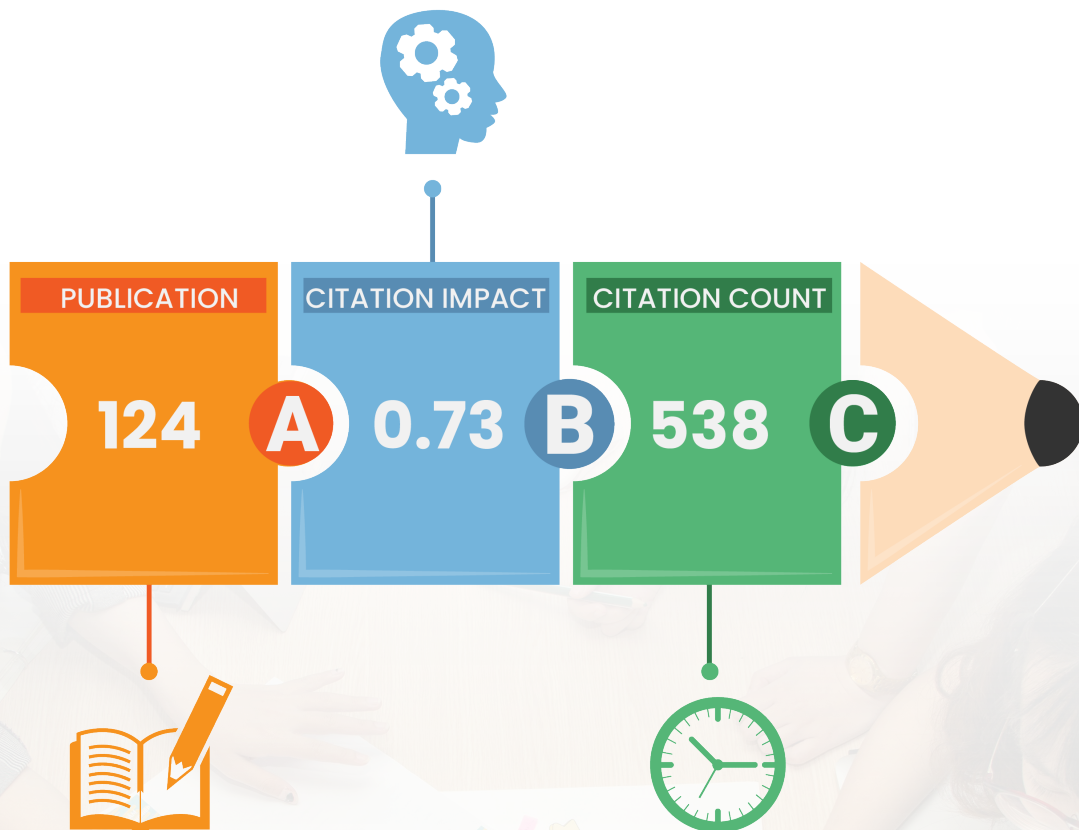 PUBLICATION
124
A
CITATION IMPACT
0.73
B
CITATION COUNT
538
C